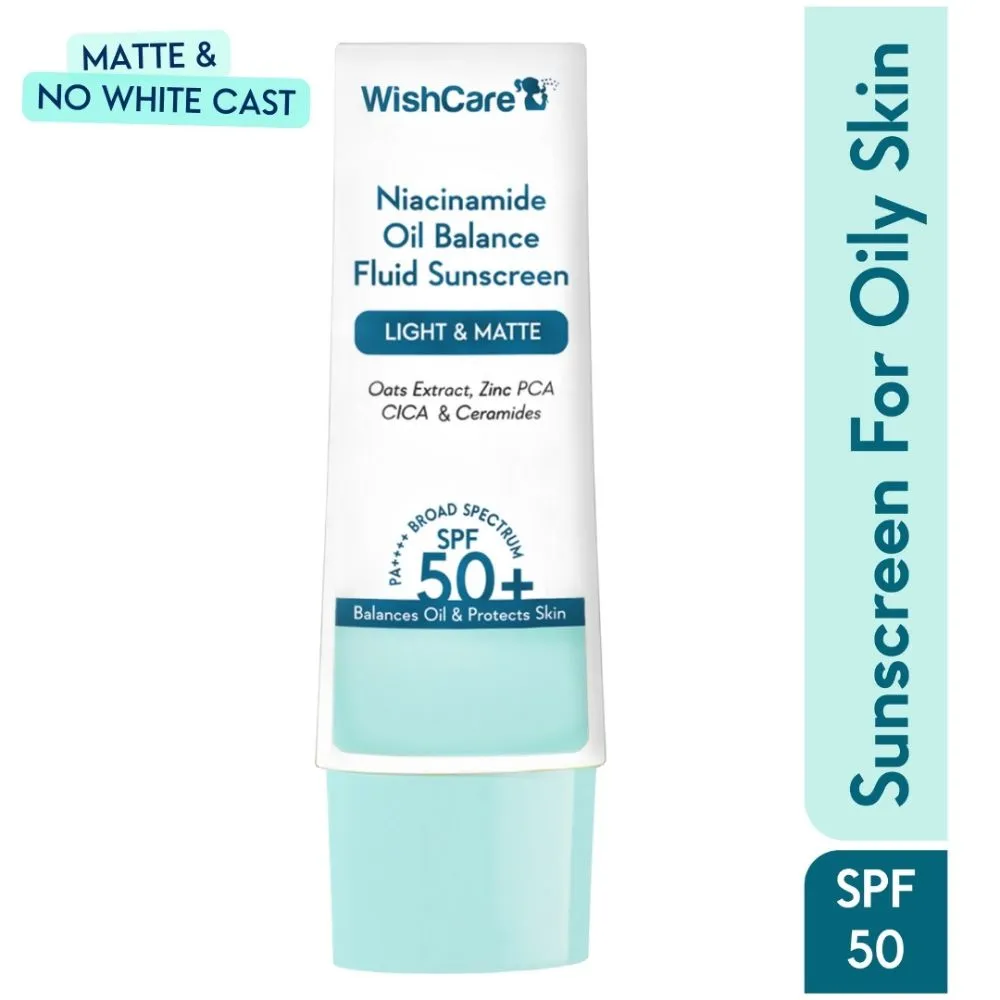 MATTE &
NO WHITE CAST
WishCare
Niacinamide
Oil Balance
Fluid Sunscreen
LIGHT & MATTE
Oats Extract, Zinc PCA
CICA & Ceramides
PA++++ BROAD SPECTRUM
SPF
50+
Balances Oil & Protects Skin
Sunscreen For Oily Skin
SPF
50